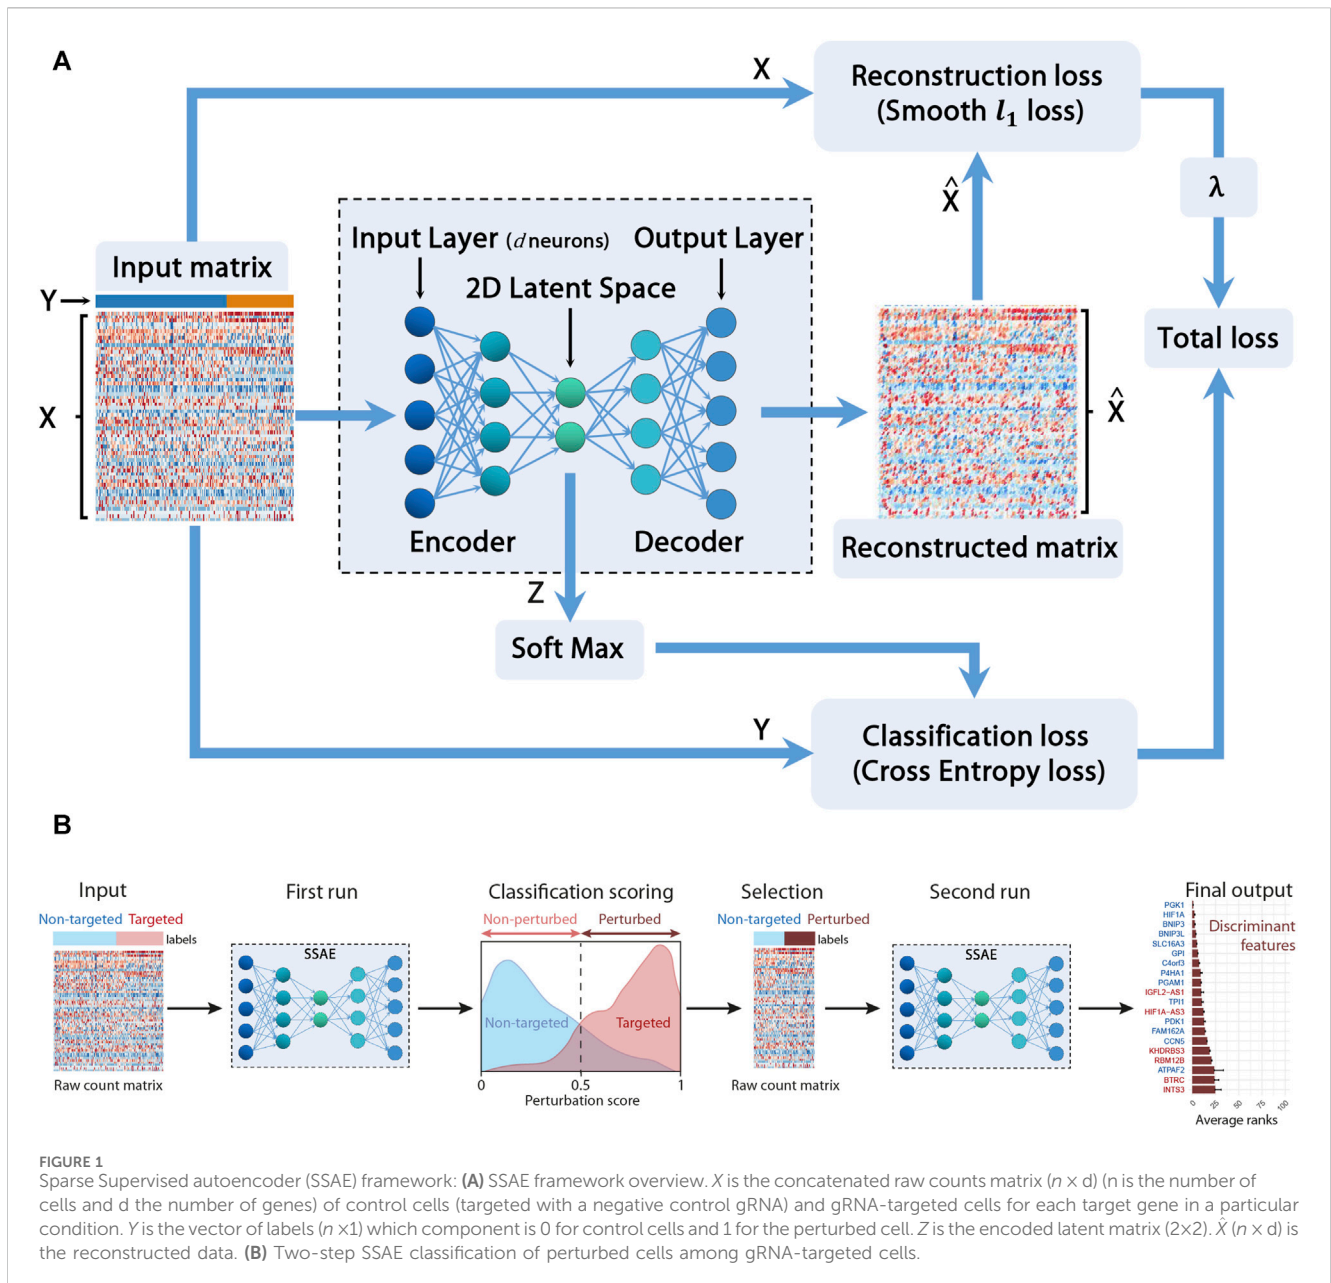 A
X
Reconstruction loss
(Smooth l₁ loss)
X̂
λ
Input Layer (d neurons)
Output Layer
2D Latent Space
Input matrix
Y
X
Total loss
X̂
Encoder
Decoder
Reconstructed matrix
Z
Soft Max
Y
Classification loss
(Cross Entropy loss)
B
Input
First run
Classification scoring
Selection
Second run
Final output
Non-targeted Targeted
labels
Raw count matrix
SSAE
Non-perturbed
Perturbed
Non-targeted
Targeted
0
0.5
1
Perturbation score
Non-targeted Perturbed
labels
Raw count matrix
SSAE
Discriminant
features
PGK1
HIF1A
BNIP3
BNIP3L
SLC16A3
GPI
C4orf3
P4HA1
PGAM1
IGFL2-AS1
TPI1
HIF1A-AS3
PDK1
FAM162A
CCN5
KHDRBS3
RBM12B
ATPAF2
BTRC
INTS3
0
25
50
75
100
Average ranks
FIGURE 1
Sparse Supervised autoencoder (SSAE) framework: (A) SSAE framework overview. X is the concatenated raw counts matrix (n × d) (n is the number of
cells and d the number of genes) of control cells (targeted with a negative control gRNA) and gRNA-targeted cells for each target gene in a particular
condition. Y is the vector of labels (n ×1) which component is 0 for control cells and 1 for the perturbed cell. Z is the encoded latent matrix (2×2). X̂ (n × d) is
the reconstructed data. (B) Two-step SSAE classification of perturbed cells among gRNA-targeted cells.